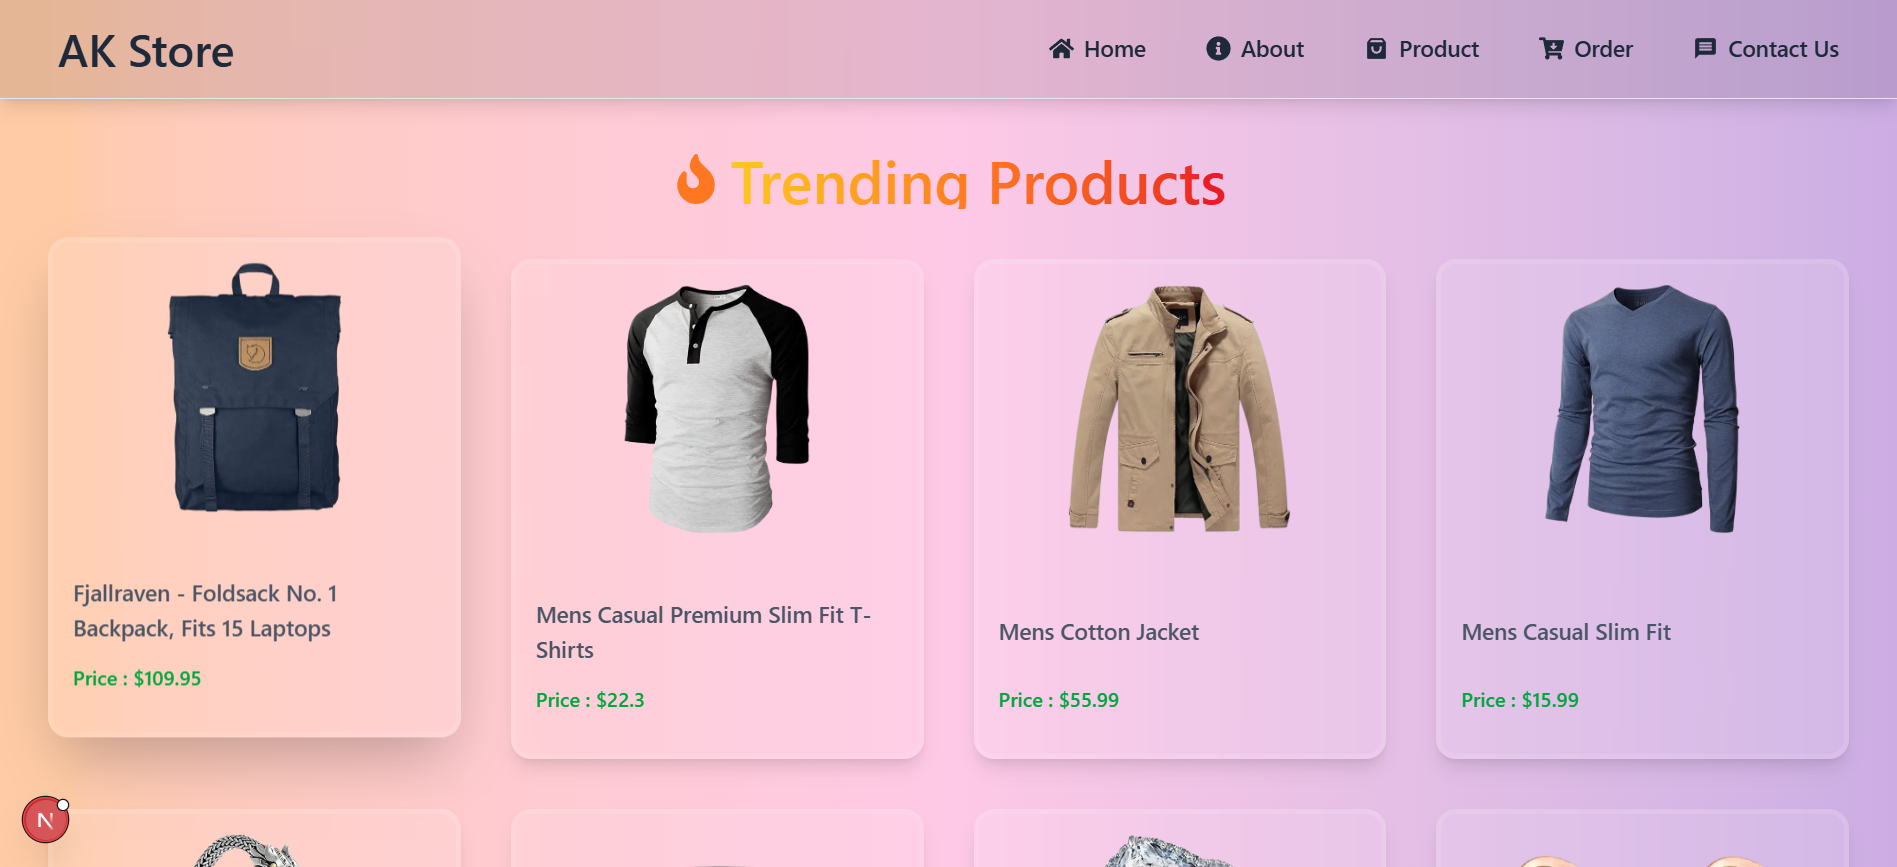 AK Store
Home
About
Product
Order
Contact Us
Trending Products
Fjallraven - Foldsack No. 1
Backpack, Fits 15 Laptops
Price : $109.95
Mens Casual Premium Slim Fit T-
Shirts
Price : $22.3
Mens Cotton Jacket
Price : $55.99
Mens Casual Slim Fit
Price : $15.99
N